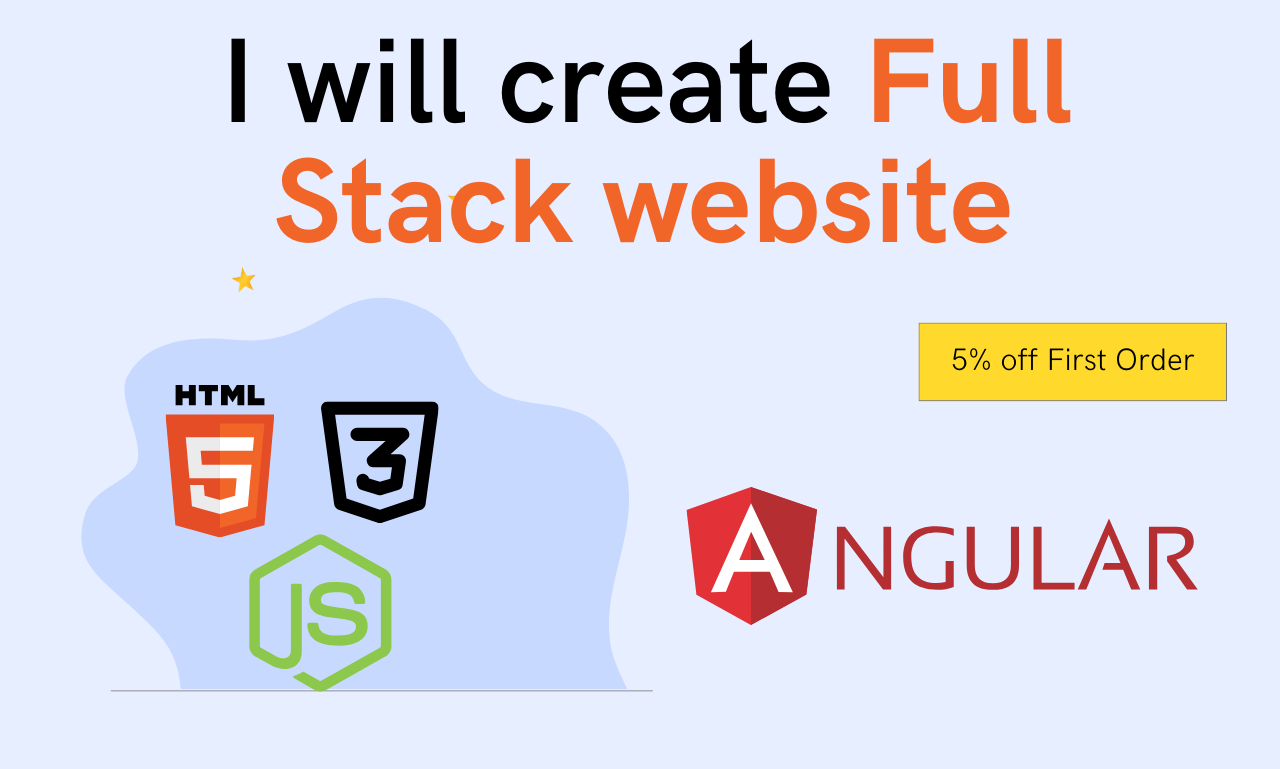 I will create Full
Stack website
5% off First Order
HTML
5
3
JS
ANGULAR